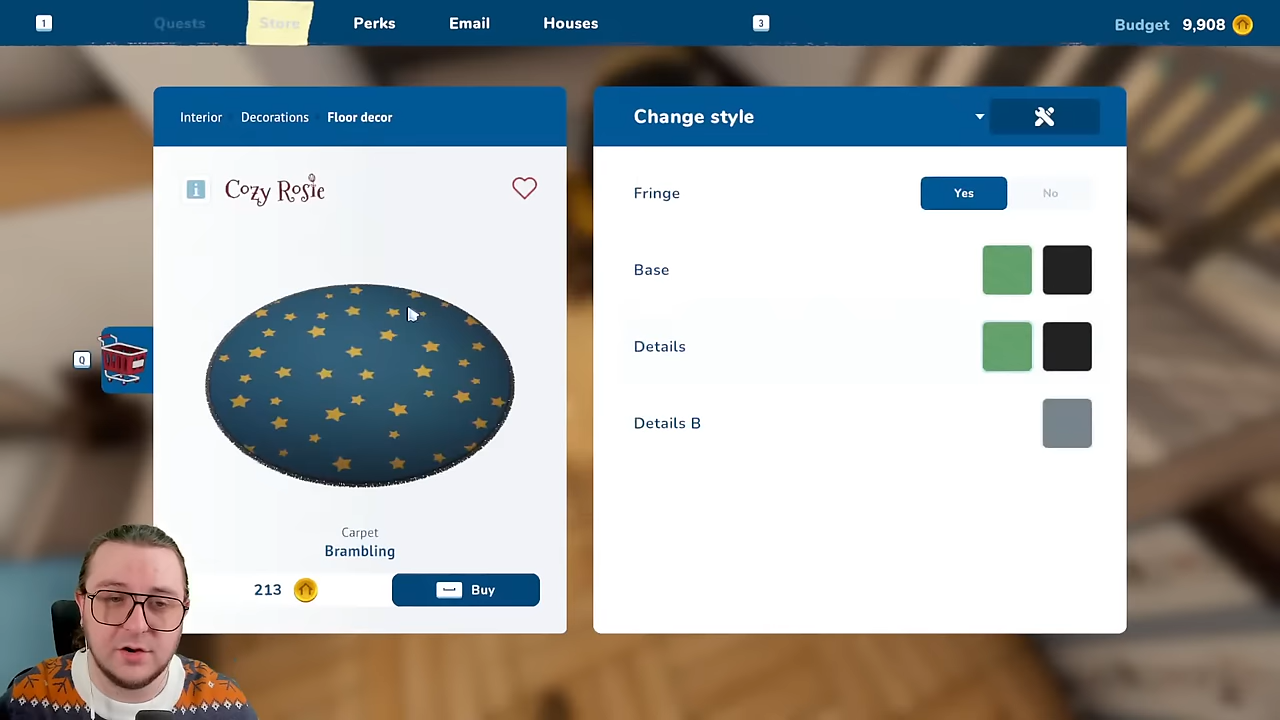 1 Quests Store Perks Email Houses 3 Budget 9,908
Interior Decorations Floor decor
Change style
i Cozy Rosie
Fringe Yes No
Base
Q
Details
Details B
Carpet
Brambling
213 Buy